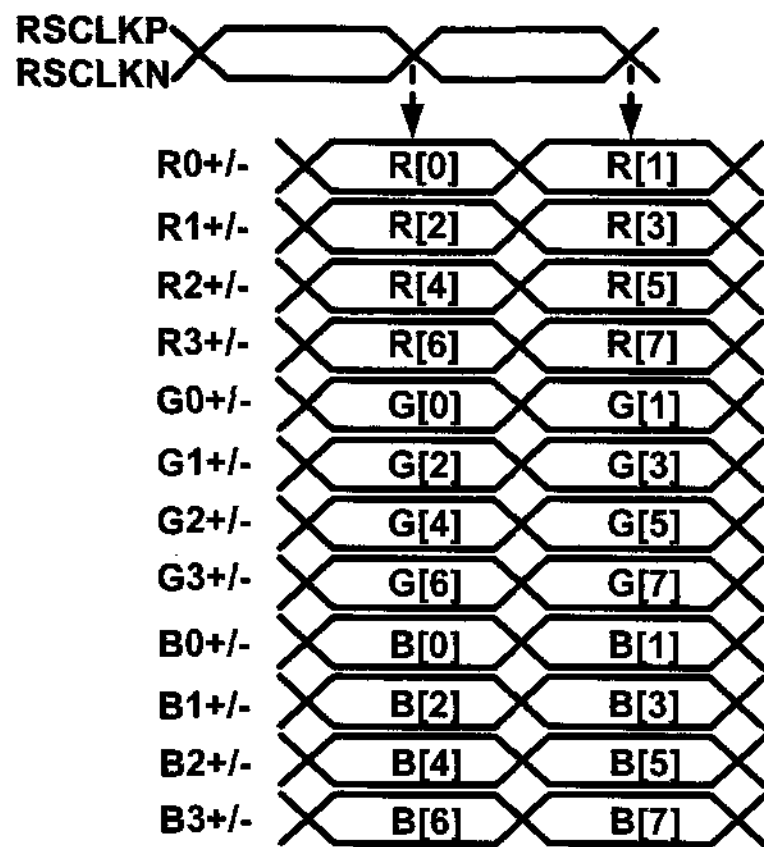 RSCLKP
RSCLKN
R0+/- R[0] R[1]
R1+/- R[2] R[3]
R2+/- R[4] R[5]
R3+/- R[6] R[7]
G0+/- G[0] G[1]
G1+/- G[2] G[3]
G2+/- G[4] G[5]
G3+/- G[6] G[7]
B0+/- B[0] B[1]
B1+/- B[2] B[3]
B2+/- B[4] B[5]
B3+/- B[6] B[7]